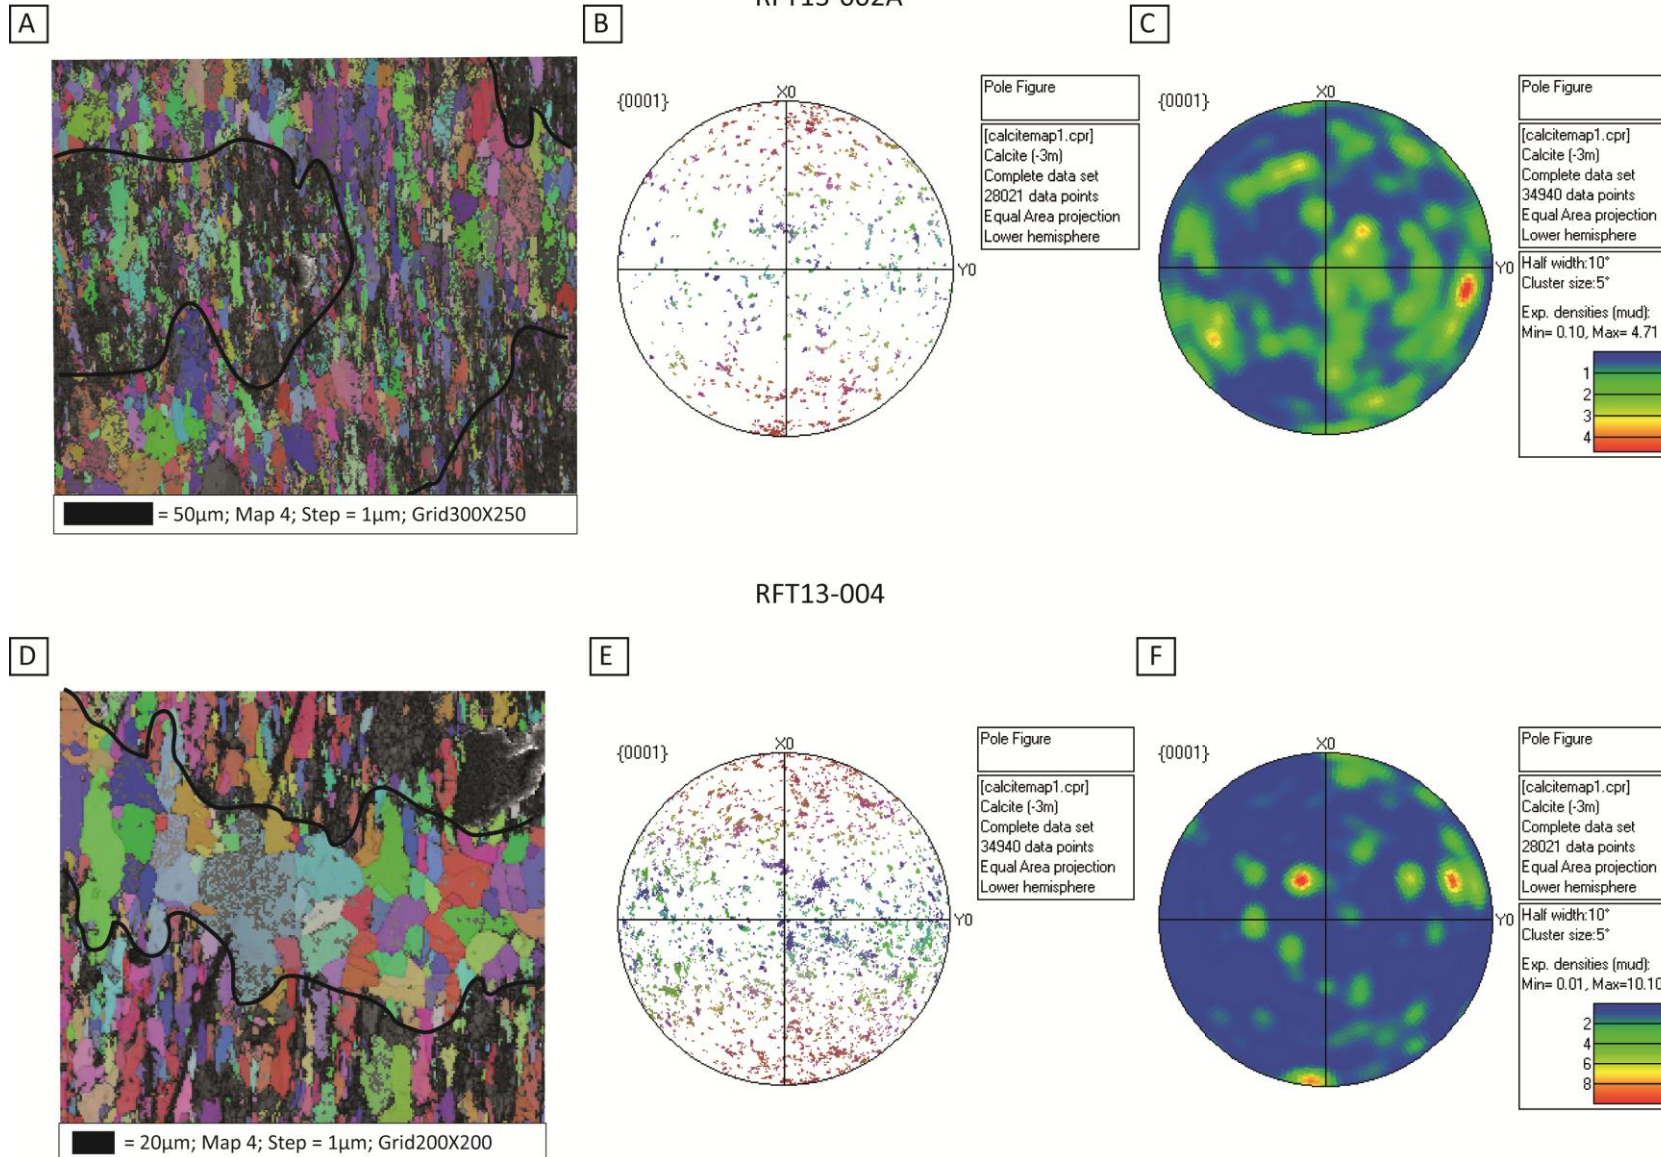 RFT13-002A
A
B
C
{0001}
X0
Y0
Pole Figure
[calcitemap1.cpr]
Calcite (-3m)
Complete data set
28021 data points
Equal Area projection
Lower hemisphere
{0001}
X0
Y0
Pole Figure
[calcitemap1.cpr]
Calcite (-3m)
Complete data set
34940 data points
Equal Area projection
Lower hemisphere
Half width:10°
Cluster size:5°
Exp. densities (mud):
Min= 0.10, Max= 4.71
1
2
3
4
= 50µm; Map 4; Step = 1µm; Grid300X250
RFT13-004
D
E
F
{0001}
X0
Y0
Pole Figure
[calcitemap1.cpr]
Calcite (-3m)
Complete data set
34940 data points
Equal Area projection
Lower hemisphere
{0001}
X0
Y0
Pole Figure
[calcitemap1.cpr]
Calcite (-3m)
Complete data set
28021 data points
Equal Area projection
Lower hemisphere
Half width:10°
Cluster size:5°
Exp. densities (mud):
Min= 0.01, Max=10.10
2
4
6
8
= 20µm; Map 4; Step = 1µm; Grid200X200